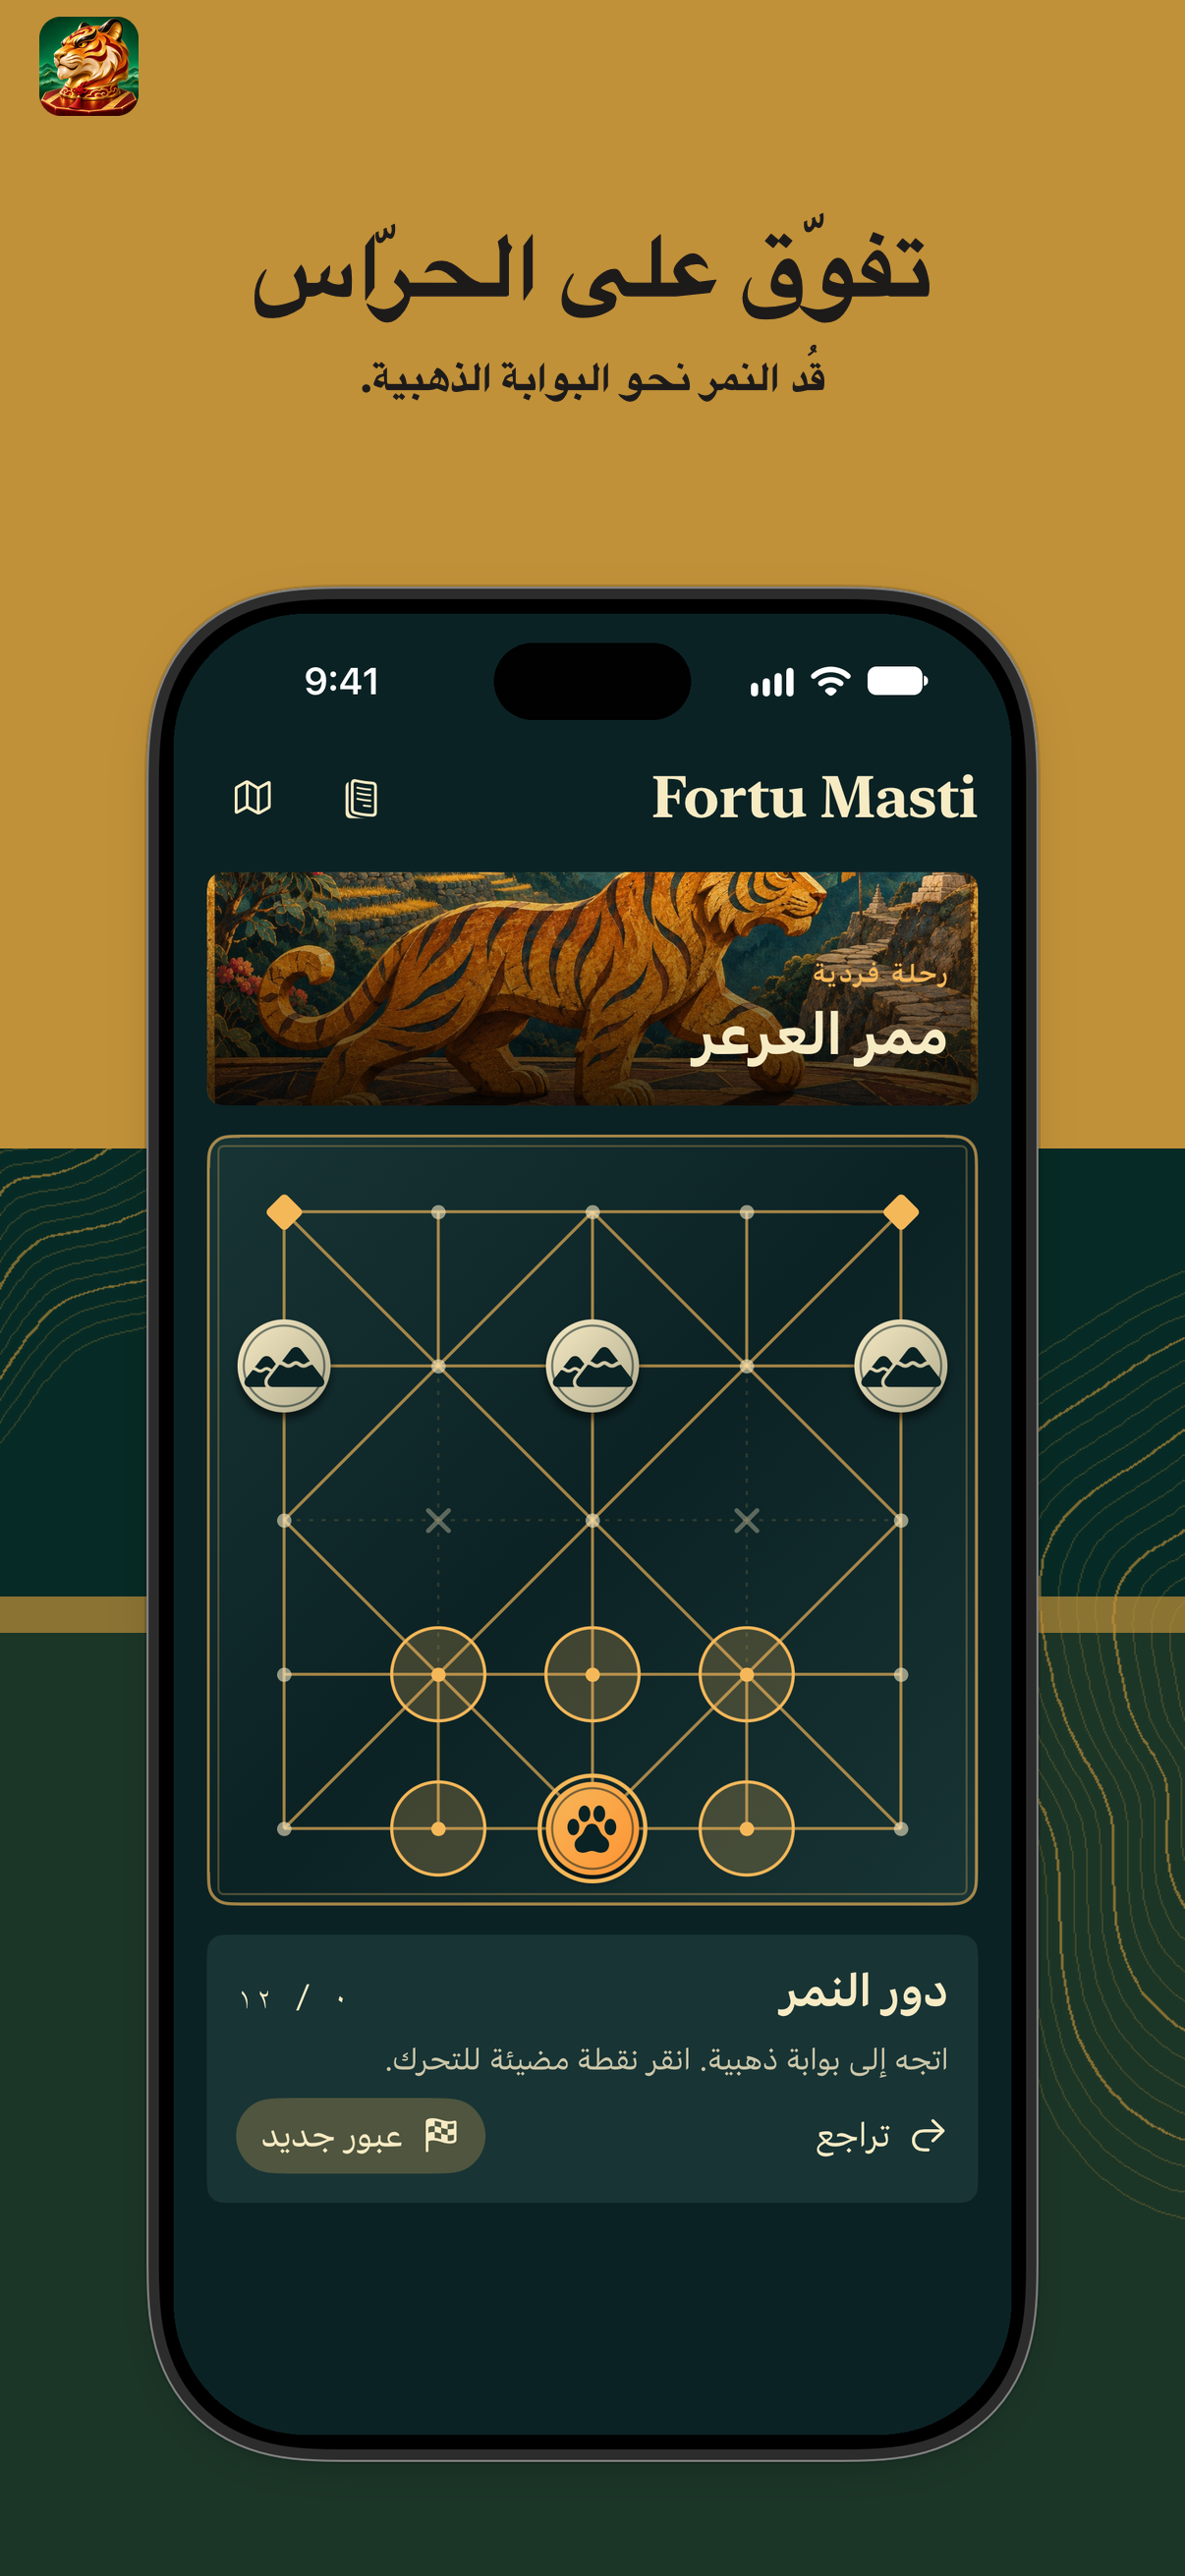 تفوّق على الحرّاس
قُد النمر نحو البوابة الذهبية.
9:41
Fortu Masti
رحلة فردية
ممر العرعر
دور النمر
٠ / ١٢
اتجه إلى بوابة ذهبية. انقر نقطة مضيئة للتحرك.
تراجع
عبور جديد